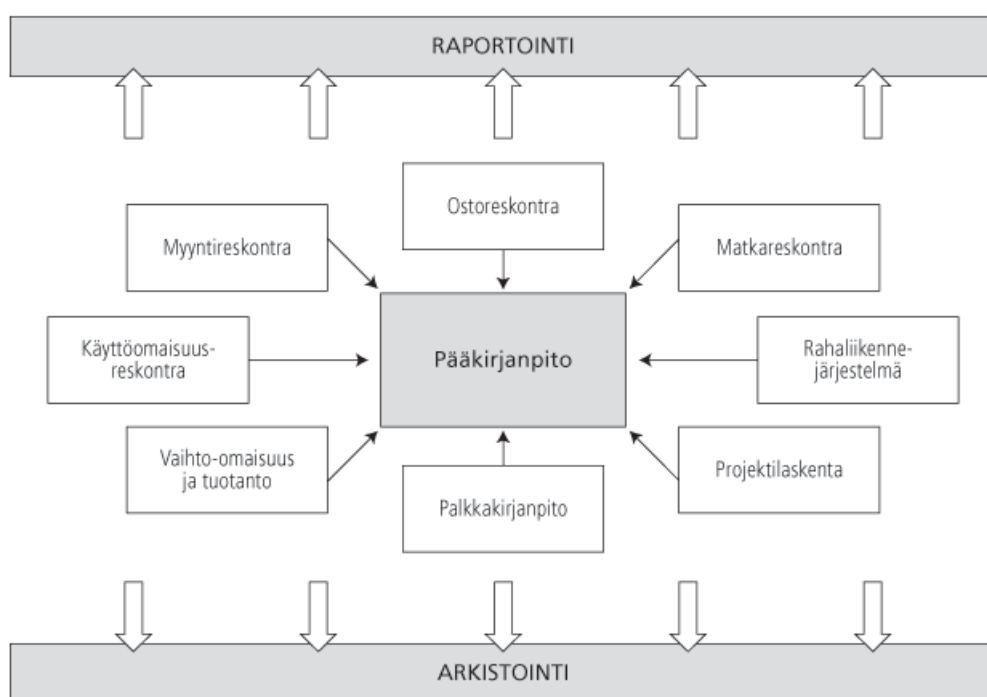 RAPORTOINTI
Ostoreskontra
Myyntireskontra
Matkareskontra
Käyttöomaisuus-
reskontra
Pääkirjanpito
Rahaliikenne-
järjestelmä
Vaihto-omaisuus
ja tuotanto
Palkkakirjanpito
Projektilaskenta
ARKISTOINTI